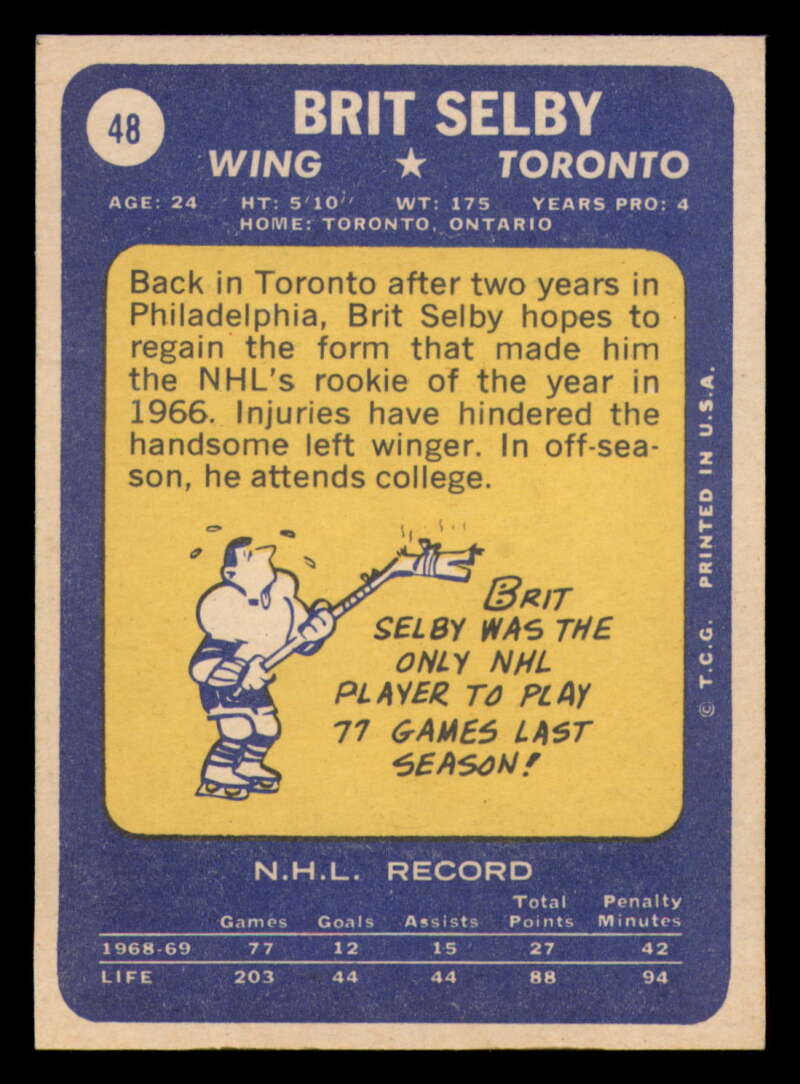 48
BRIT SELBY
WING ★ TORONTO
AGE: 24 HT: 5'10" WT: 175 YEARS PRO: 4
HOME: TORONTO, ONTARIO
Back in Toronto after two years in
Philadelphia, Brit Selby hopes to
regain the form that made him
the NHL's rookie of the year in
1966. Injuries have hindered the
handsome left winger. In off-sea-
son, he attends college.
BRIT
SELBY WAS THE
ONLY NHL
PLAYER TO PLAY
77 GAMES LAST
SEASON!
© T.C.G. PRINTED IN U.S.A.
N.H.L. RECORD
Total Penalty
Games Goals Assists Points Minutes
1968-69 77 12 15 27 42
LIFE 203 44 44 88 94